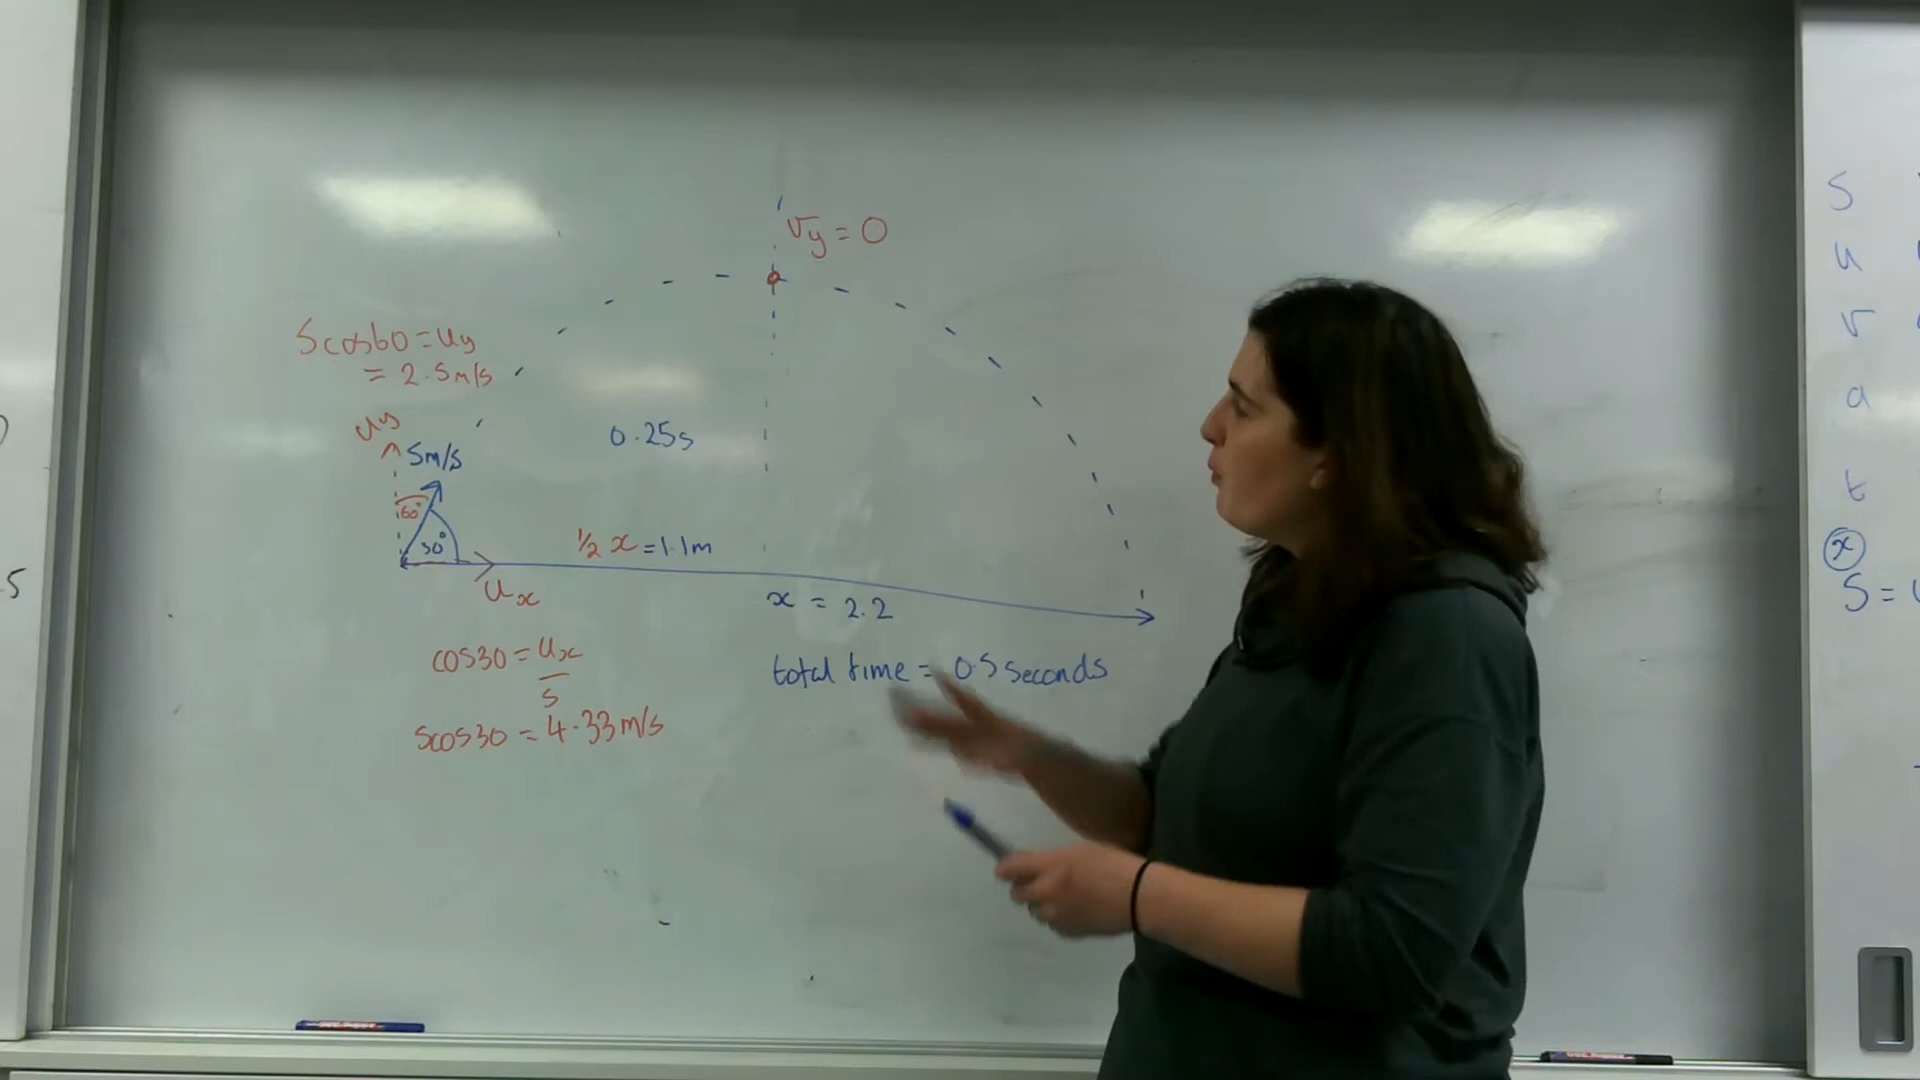 Vy = 0
5cos60 = uy
= 2.5m/s
uy
5m/s
60°
30°
0.25s
½ x = 1.1m
ux
x = 2.2
cos30 = ux
5
5cos30 = 4.33m/s
total time = 0.5 seconds
s
u
v
a
t
x
S =
5